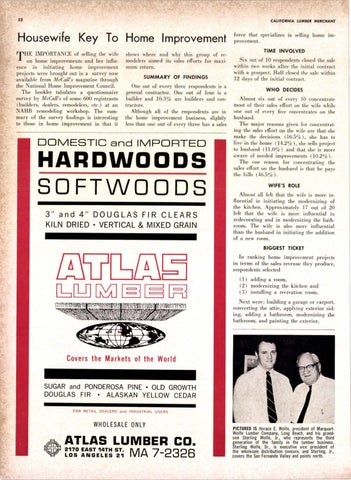 52
CALIFORNIA LUMBER MERCHANT
Housewife Key To Home Improvement
THE IMPORTANCE of selling the wife
on home improvements and her influ-
ence in initiating home improvement
projects were brought out in a survey now
available from McCall's magazine through
the National Home Improvement Council.
The booklet tabulates a questionnaire
survey by McCall's of some 600 registrants
(builders, dealers, remodelers, etc.) at an
NAHB remodeling workshop. The sum-
mary of the survey findings is interesting
to those in home improvement in that it
shows where and why this group of re-
modelers aimed its sales efforts for maxi-
mum return.
SUMMARY OF FINDINGS
One out of every three respondents is a
general contractor. One out of four is a
builder and 10.3% are builders and con-
tractors.
Although all of the respondents are in
the home improvement business, slightly
less than one out of every three has a sales
force that specializes in selling home im-
provement.
TIME INVOLVED
Six out of 10 respondents closed the sale
within two weeks after the initial contact
with a prospect. Half closed the sale within
12 days of the initial contact.
WHO DECIDES
Almost six out of every 10 concentrate
most of their sales effort on the wife while
one out of every five concentrates on the
husband.
The major reasons given for concentrat-
ing the sales effort on the wife are that she
make the decisions (46.5%), she has to
live in the home (14.2%), she sells project
to husband (11.0%) and that she is more
aware of needed improvements (10.2%).
The one reason for concentrating the
sales effort on the husband is that he pays
the bills (46.5%).
WIFE'S ROLE
Almost all felt that the wife is more in-
fluential in initiating the modernizing of
the kitchen. Approximately 17 out of 20
felt that the wife is more influential in
redecorating and in modernizing the bath-
room. The wife is also more influential
than the husband in initiating the addition
of a new room.
BIGGEST TICKET
In ranking home improvement projects
in terms of the sales revenue they produce,
respondents selected
(1) adding a room,
(2) modernizing the kitchen and
(3) installing a recreation room.
Next were: building a garage or carport,
converting the attic, applying exterior sid-
ing, adding a bathroom, modernizing the
bathroom, and painting the exterior.
DOMESTIC and IMPORTED
HARDWOODS
SOFTWOODS
3" and 4" DOUGLAS FIR CLEARS
KILN DRIED • VERTICAL & MIXED GRAIN
ATLAS
LUMBER
Covers the Markets of the World
SUGAR and PONDEROSA PINE • OLD GROWTH
DOUGLAS FIR • ALASKAN YELLOW CEDAR
FOR RETAIL DEALERS and INDUSTRIAL USERS
WHOLESALE ONLY
ATLAS LUMBER CO.
2170 EAST 14TH ST.
LOS ANGELES 21 MA 7-2326
PICTURED IS Horace E. Wolfe, president of Marquart-
Wolfe Lumber Company, Long Beach, and his grand-
son Sterling Wolfe, Jr., who represents the third
generation of the family in the lumber business.
Sterling Wolfe, Sr., is executive vice president of
the wholesale distribution concern, and Sterling, Jr.,
covers the San Fernando Valley and points north.